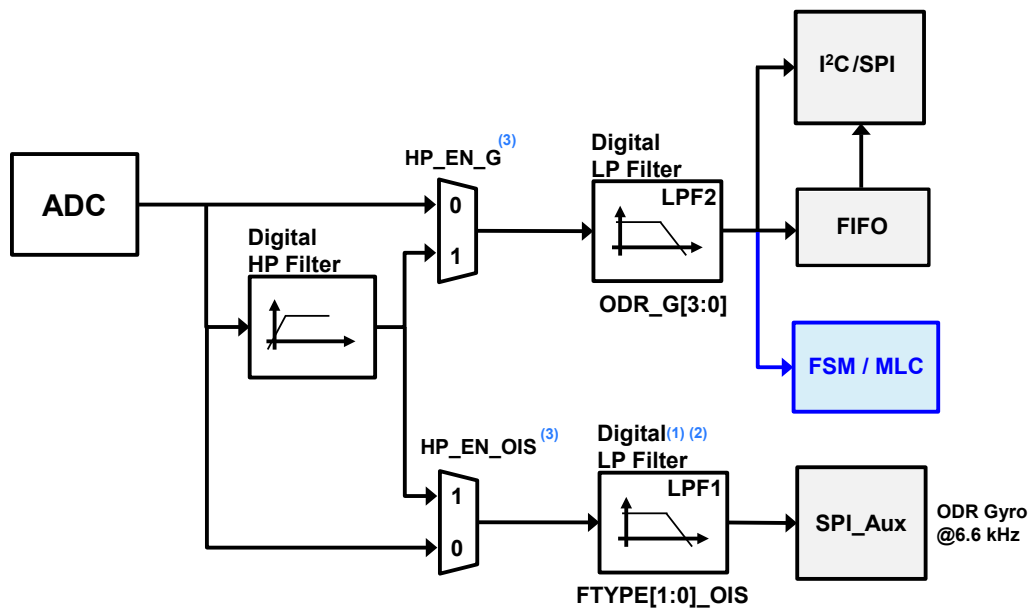 ADC
Digital
HP Filter
HP_EN_G(3)
0
1
Digital
LP Filter
LPF2
ODR_G[3:0]
I²C/SPI
FIFO
FSM / MLC
HP_EN_OIS(3)
1
0
Digital(1) (2)
LP Filter
LPF1
FTYPE[1:0]_OIS
SPI_Aux
ODR Gyro
@6.6 kHz